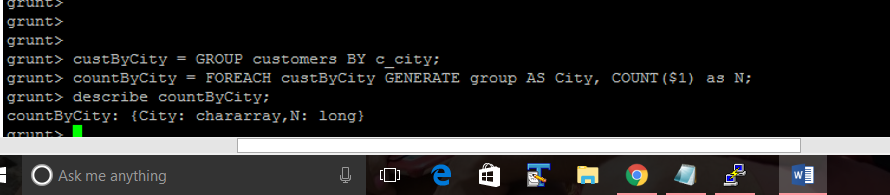 grunt>
grunt>
grunt>
grunt> custByCity = GROUP customers BY c_city;
grunt> countByCity = FOREACH custByCity GENERATE group AS City, COUNT($1) as N;
grunt> describe countByCity;
countByCity: {City: chararray,N: long}
grunt>
Ask me anything